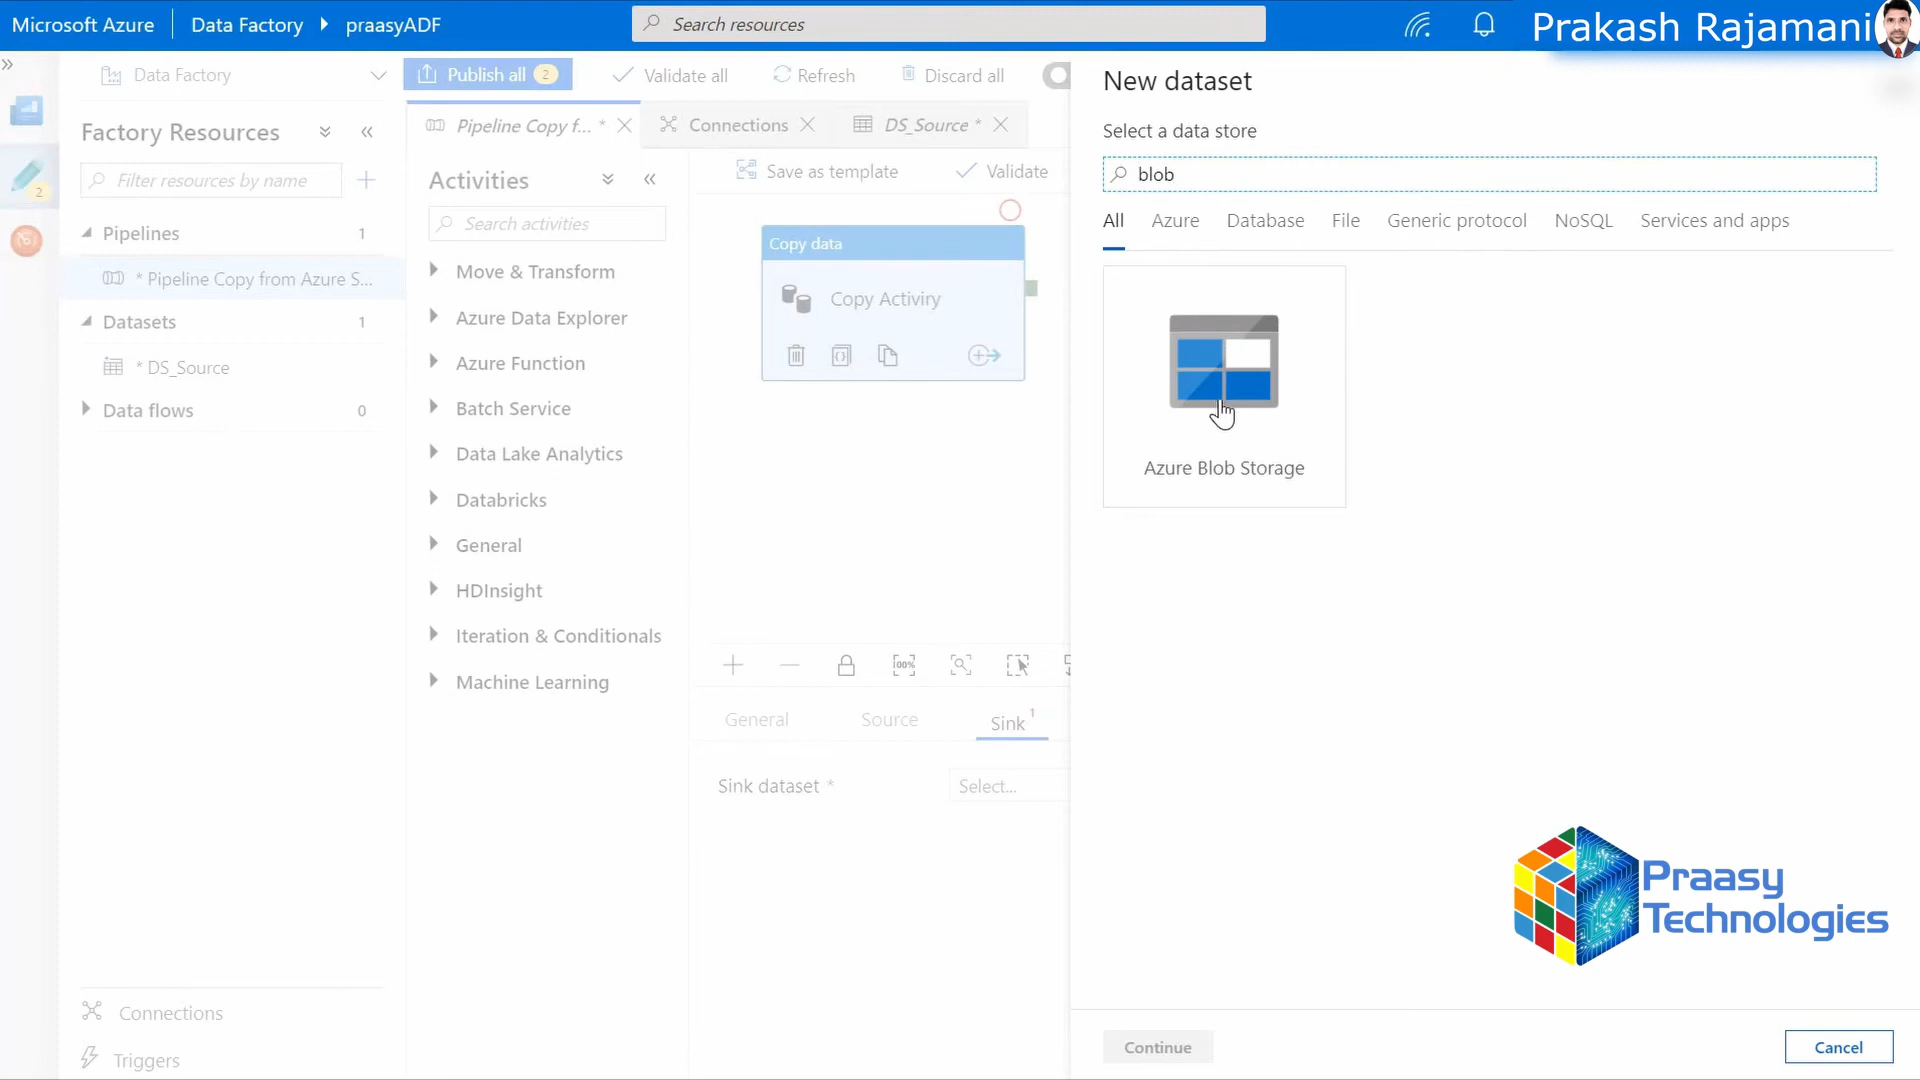 Microsoft Azure
Data Factory
praasyADF
Search resources
Prakash Rajamani
Data Factory
Publish all 2
Validate all
Refresh
Discard all
New dataset
Select a data store
blob
All
Azure
Database
File
Generic protocol
NoSQL
Services and apps
Azure Blob Storage
Factory Resources
Filter resources by name
2
Pipelines 1
* Pipeline Copy from Azure S...
Datasets 1
* DS_Source
Data flows 0
Connections
Triggers
Pipeline Copy f... *
Connections
DS_Source *
Activities
Search activities
Move & Transform
Azure Data Explorer
Azure Function
Batch Service
Data Lake Analytics
Databricks
General
HDInsight
Iteration & Conditionals
Machine Learning
Save as template
Validate
Copy data
Copy Activiry
100%
General
Source
Sink 1
Sink dataset *
Select...
Praasy
Technologies
Continue
Cancel